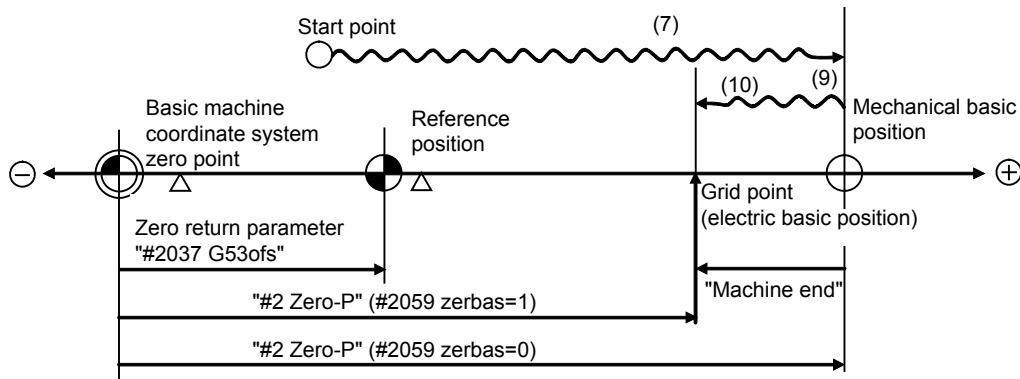 Start point
(7)
(10)
(9)
Basic machine
coordinate system
zero point
Reference
position
Mechanical basic
position
Grid point
(electric basic position)
Zero return parameter
"#2037 G53ofs"
"#2 Zero-P" (#2059 zerbas=1)
"Machine end"
"#2 Zero-P" (#2059 zerbas=0)